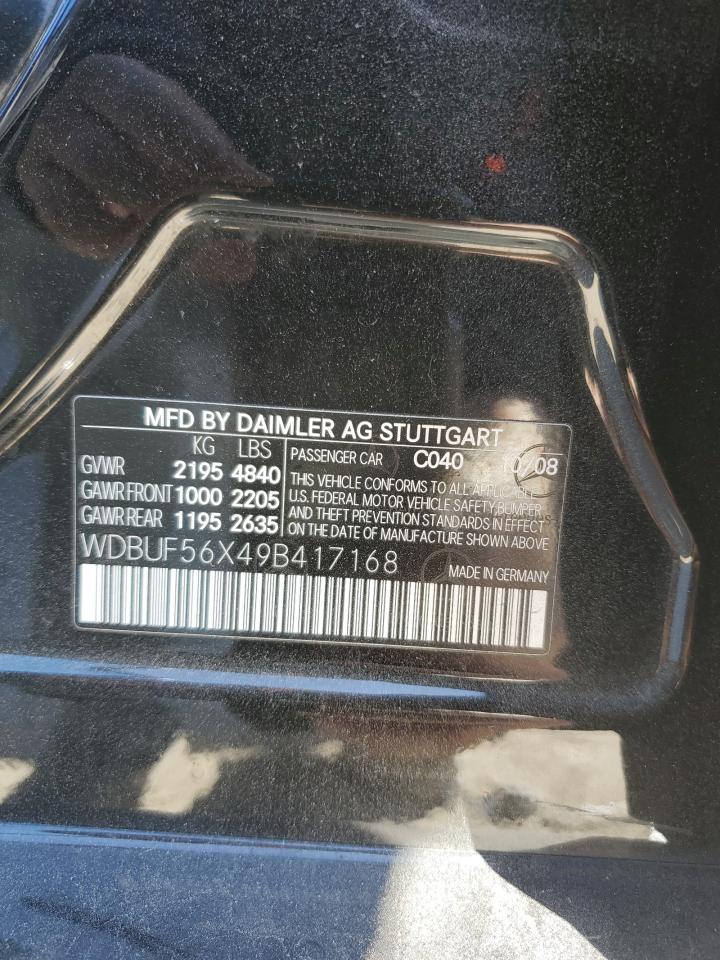 MFD BY DAIMLER AG STUTTGART
KG LBS
GVWR 2195 4840
GAWR FRONT 1000 2205
GAWR REAR 1195 2635
PASSENGER CAR C040 10/08
THIS VEHICLE CONFORMS TO ALL APPLICABLE
U.S. FEDERAL MOTOR VEHICLE SAFETY, BUMPER
AND THEFT PREVENTION STANDARDS IN EFFECT
ON THE DATE OF MANUFACTURE SHOWN ABOVE
WDBUF56X49B417168
MADE IN GERMANY